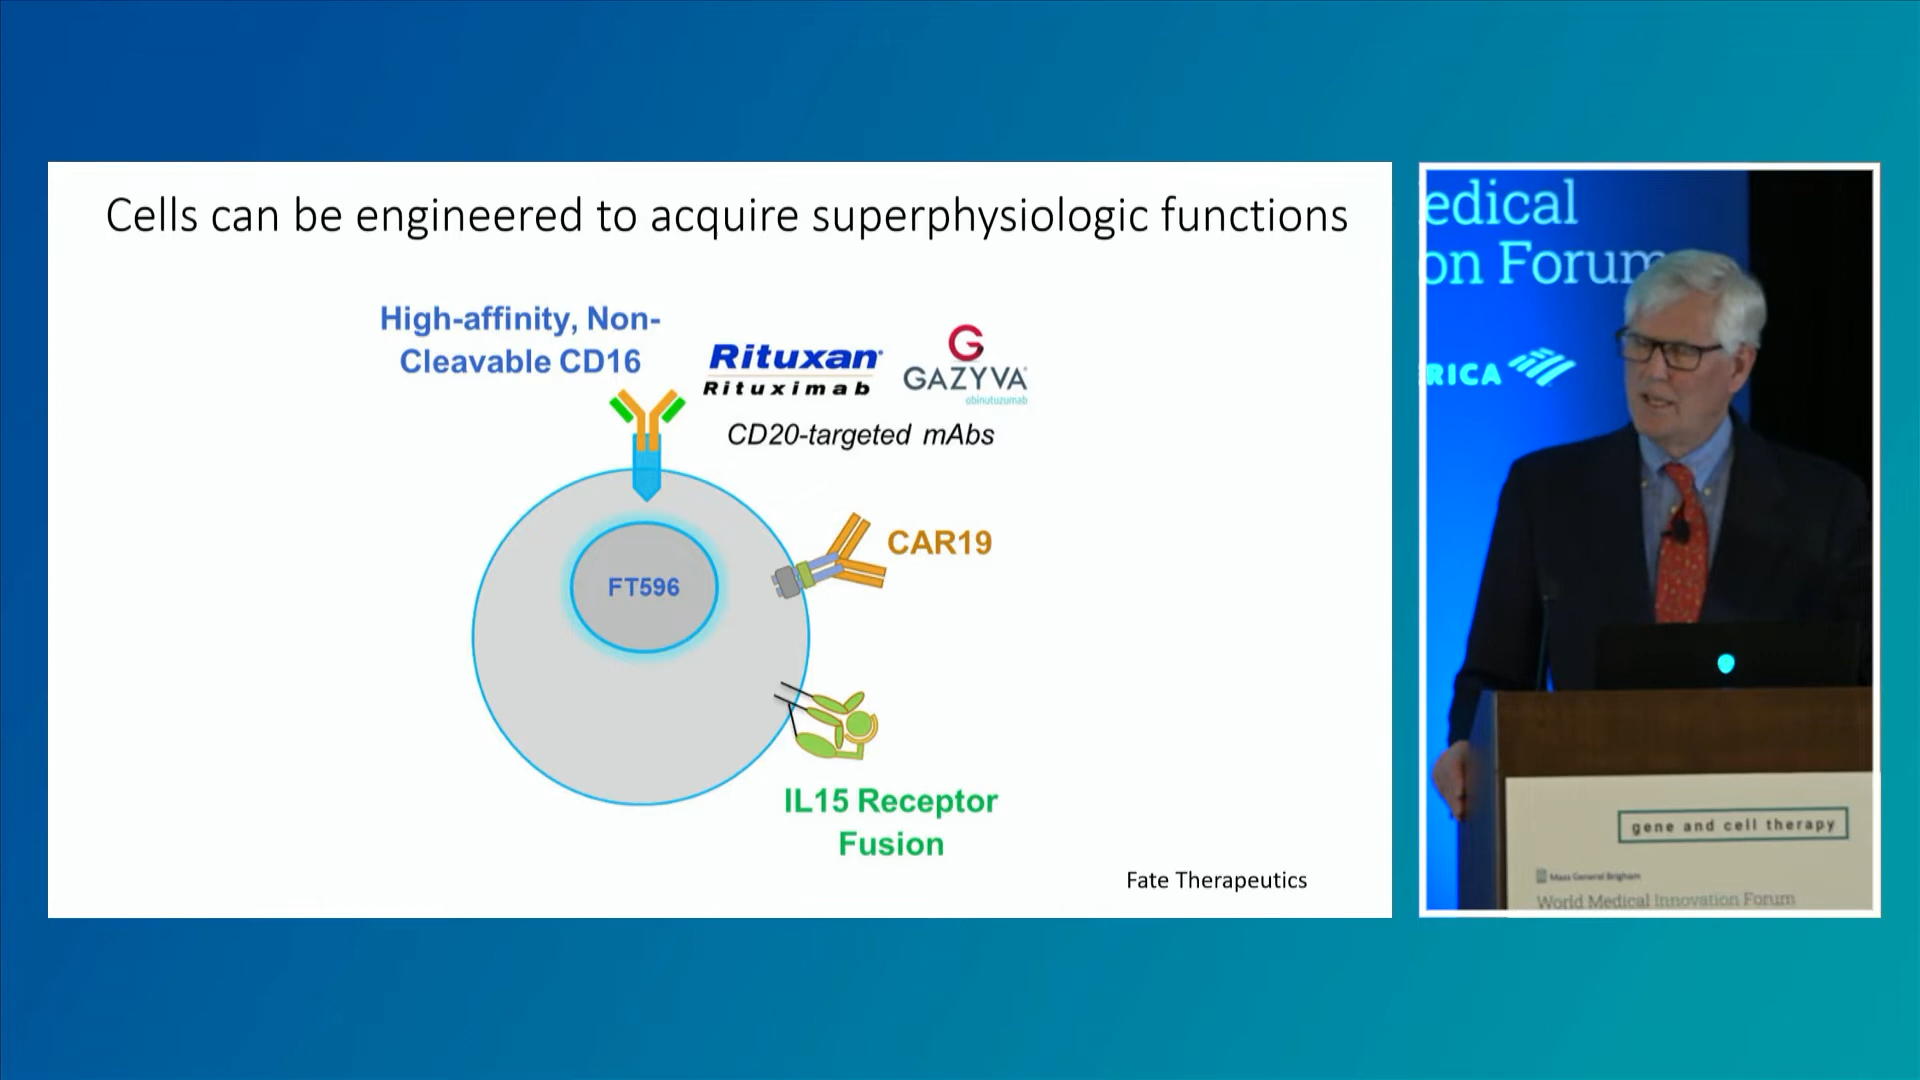 Cells can be engineered to acquire superphysiologic functions
High-affinity, Non-
Cleavable CD16
Rituxan
Rituximab
G
GAZYVA
obinutuzumab
CD20-targeted mAbs
CAR19
FT596
IL15 Receptor
Fusion
Fate Therapeutics
edical
on Forum
RICA
gene and cell therapy
Mass General Brigham
World Medical Innovation Forum